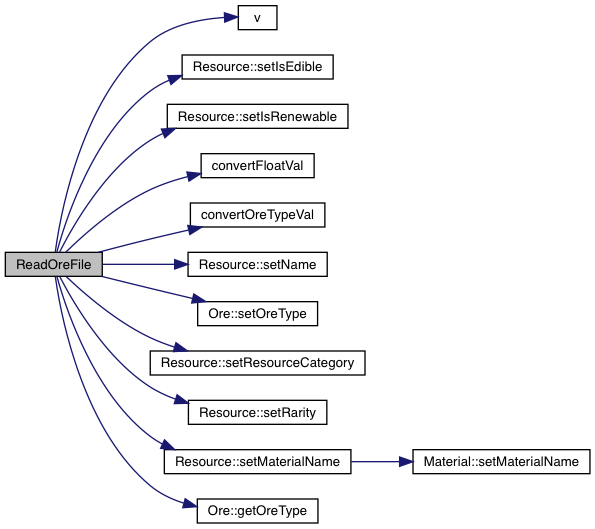 v
Resource::setIsEdible
Resource::setIsRenewable
convertFloatVal
convertOreTypeVal
ReadOreFile
Resource::setName
Ore::setOreType
Resource::setResourceCategory
Resource::setRarity
Resource::setMaterialName
Material::setMaterialName
Ore::getOreType